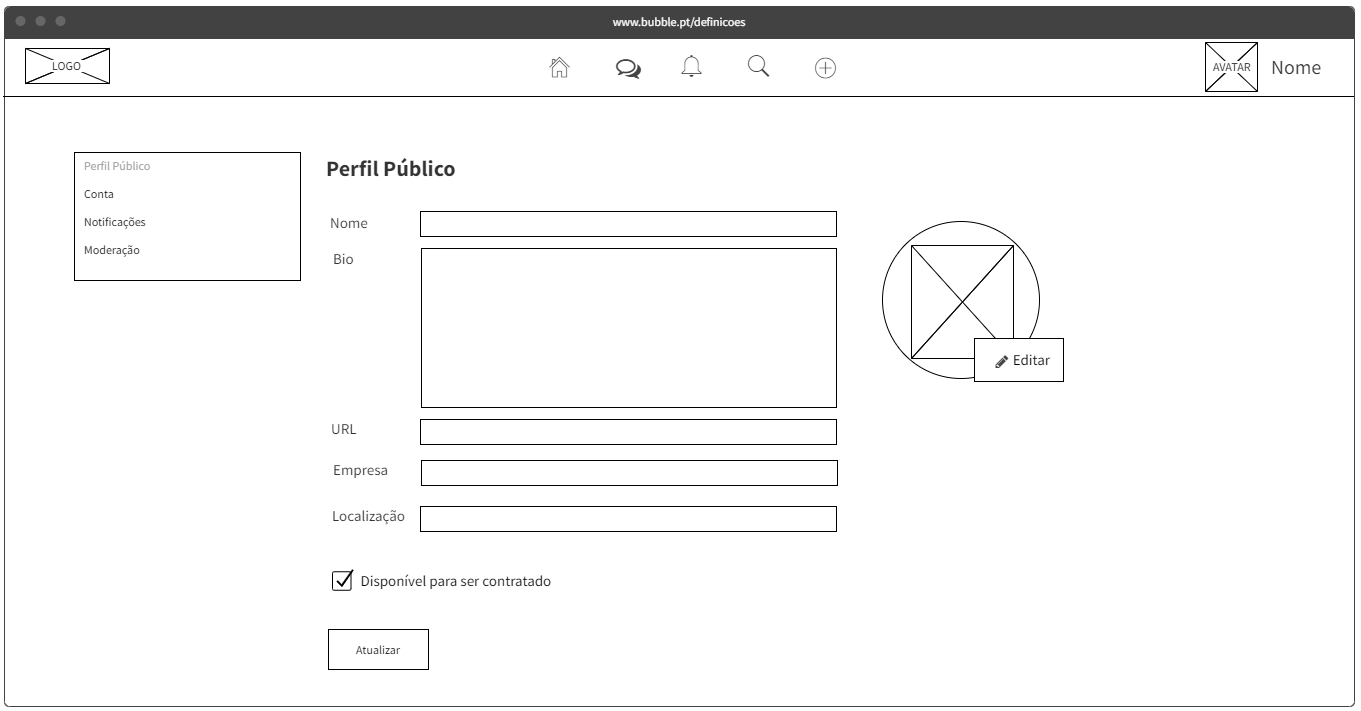 www.bubble.pt/definicoes
LOGO
AVATAR
Nome
Perfil Público
Conta
Notificações
Moderação
Perfil Público
Nome
Bio
Editar
URL
Empresa
Localização
Disponível para ser contratado
Atualizar